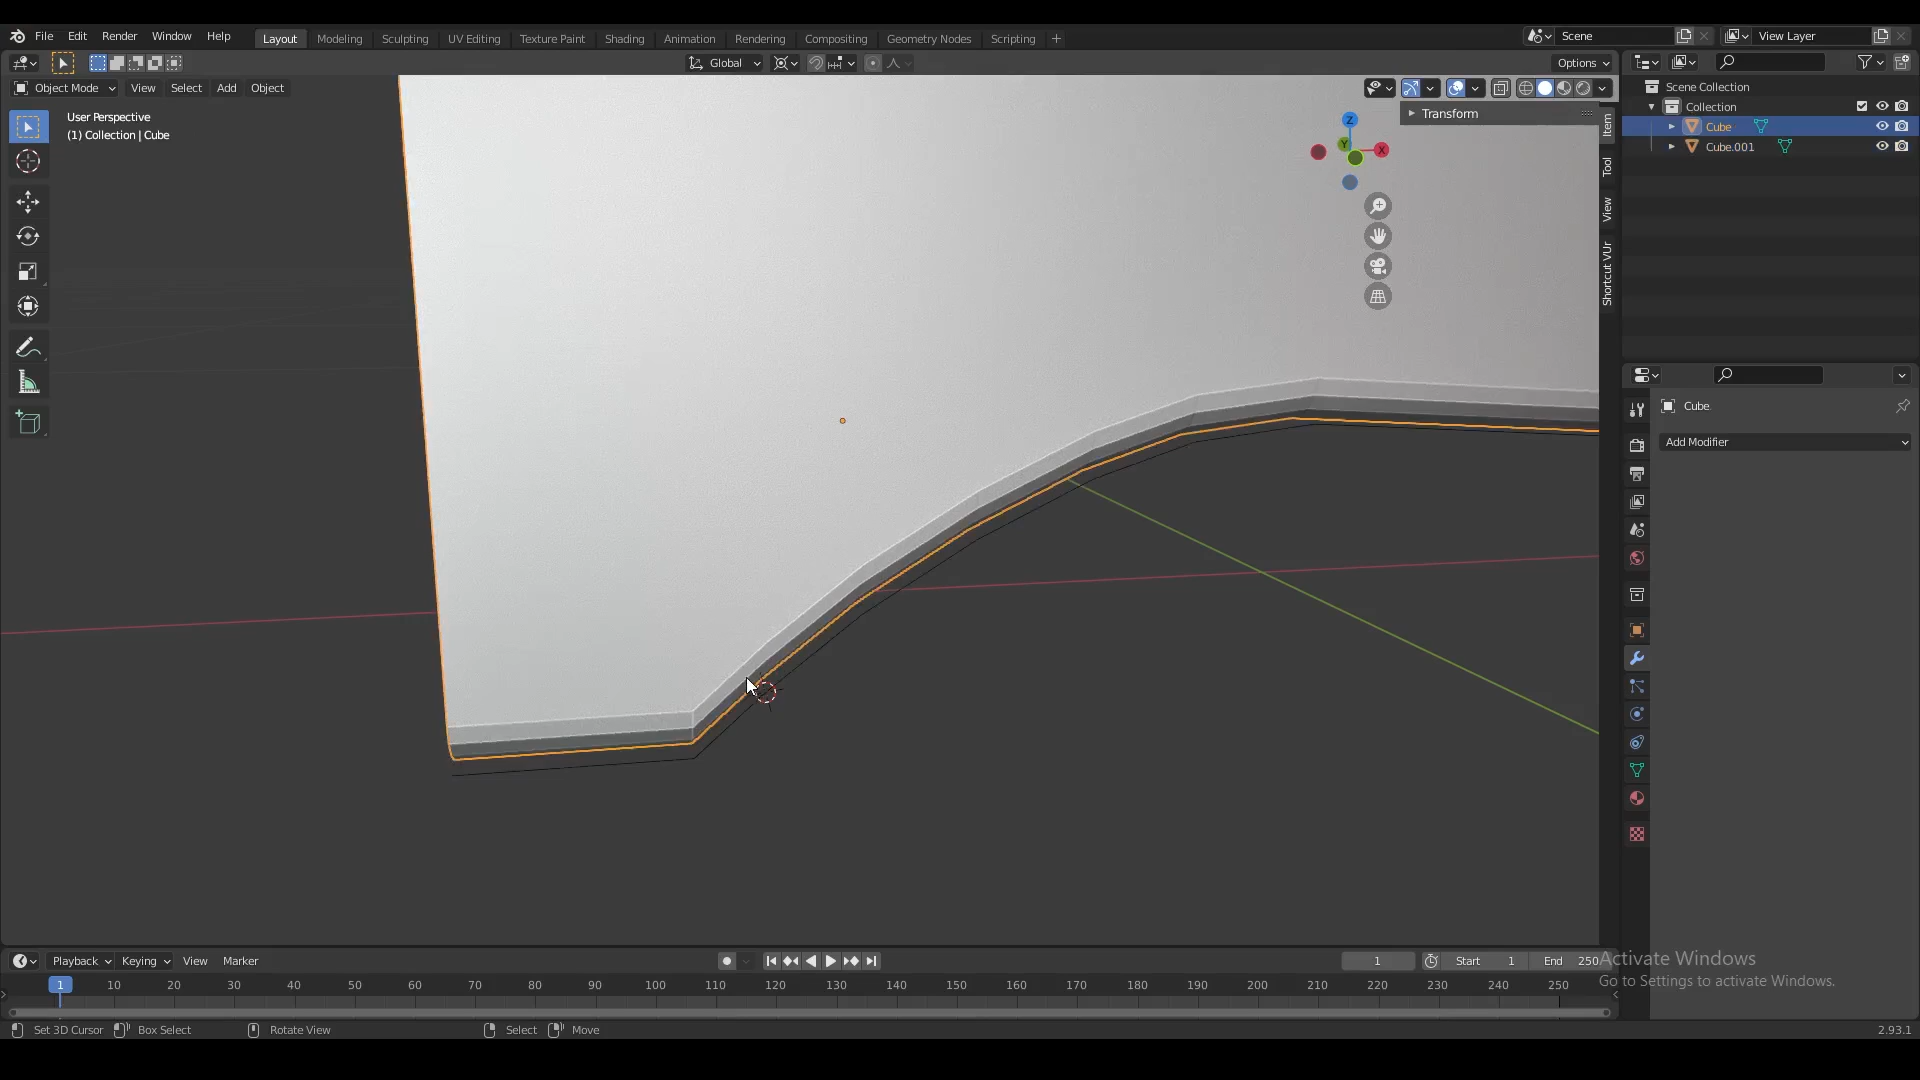 File Edit Render Window Help Layout Modeling Sculpting UV Editing Texture Paint Shading Animation Rendering Compositing Geometry Nodes Scripting + Scene View Layer
Global Options
Object Mode View Select Add Object
User Perspective
(1) Collection | Cube
Transform
Item
Tool
View
Shortcut VUr
Z
Y
X
Scene Collection
Collection
Cube
Cube.001
Cube
Add Modifier
Playback Keying View Marker 1 Start 1 End 250
1 10 20 30 40 50 60 70 80 90 100 110 120 130 140 150 160 170 180 190 200 210 220 230 240 250
Activate Windows
Go to Settings to activate Windows.
Set 3D Cursor Box Select Rotate View Select Move 2.93.1